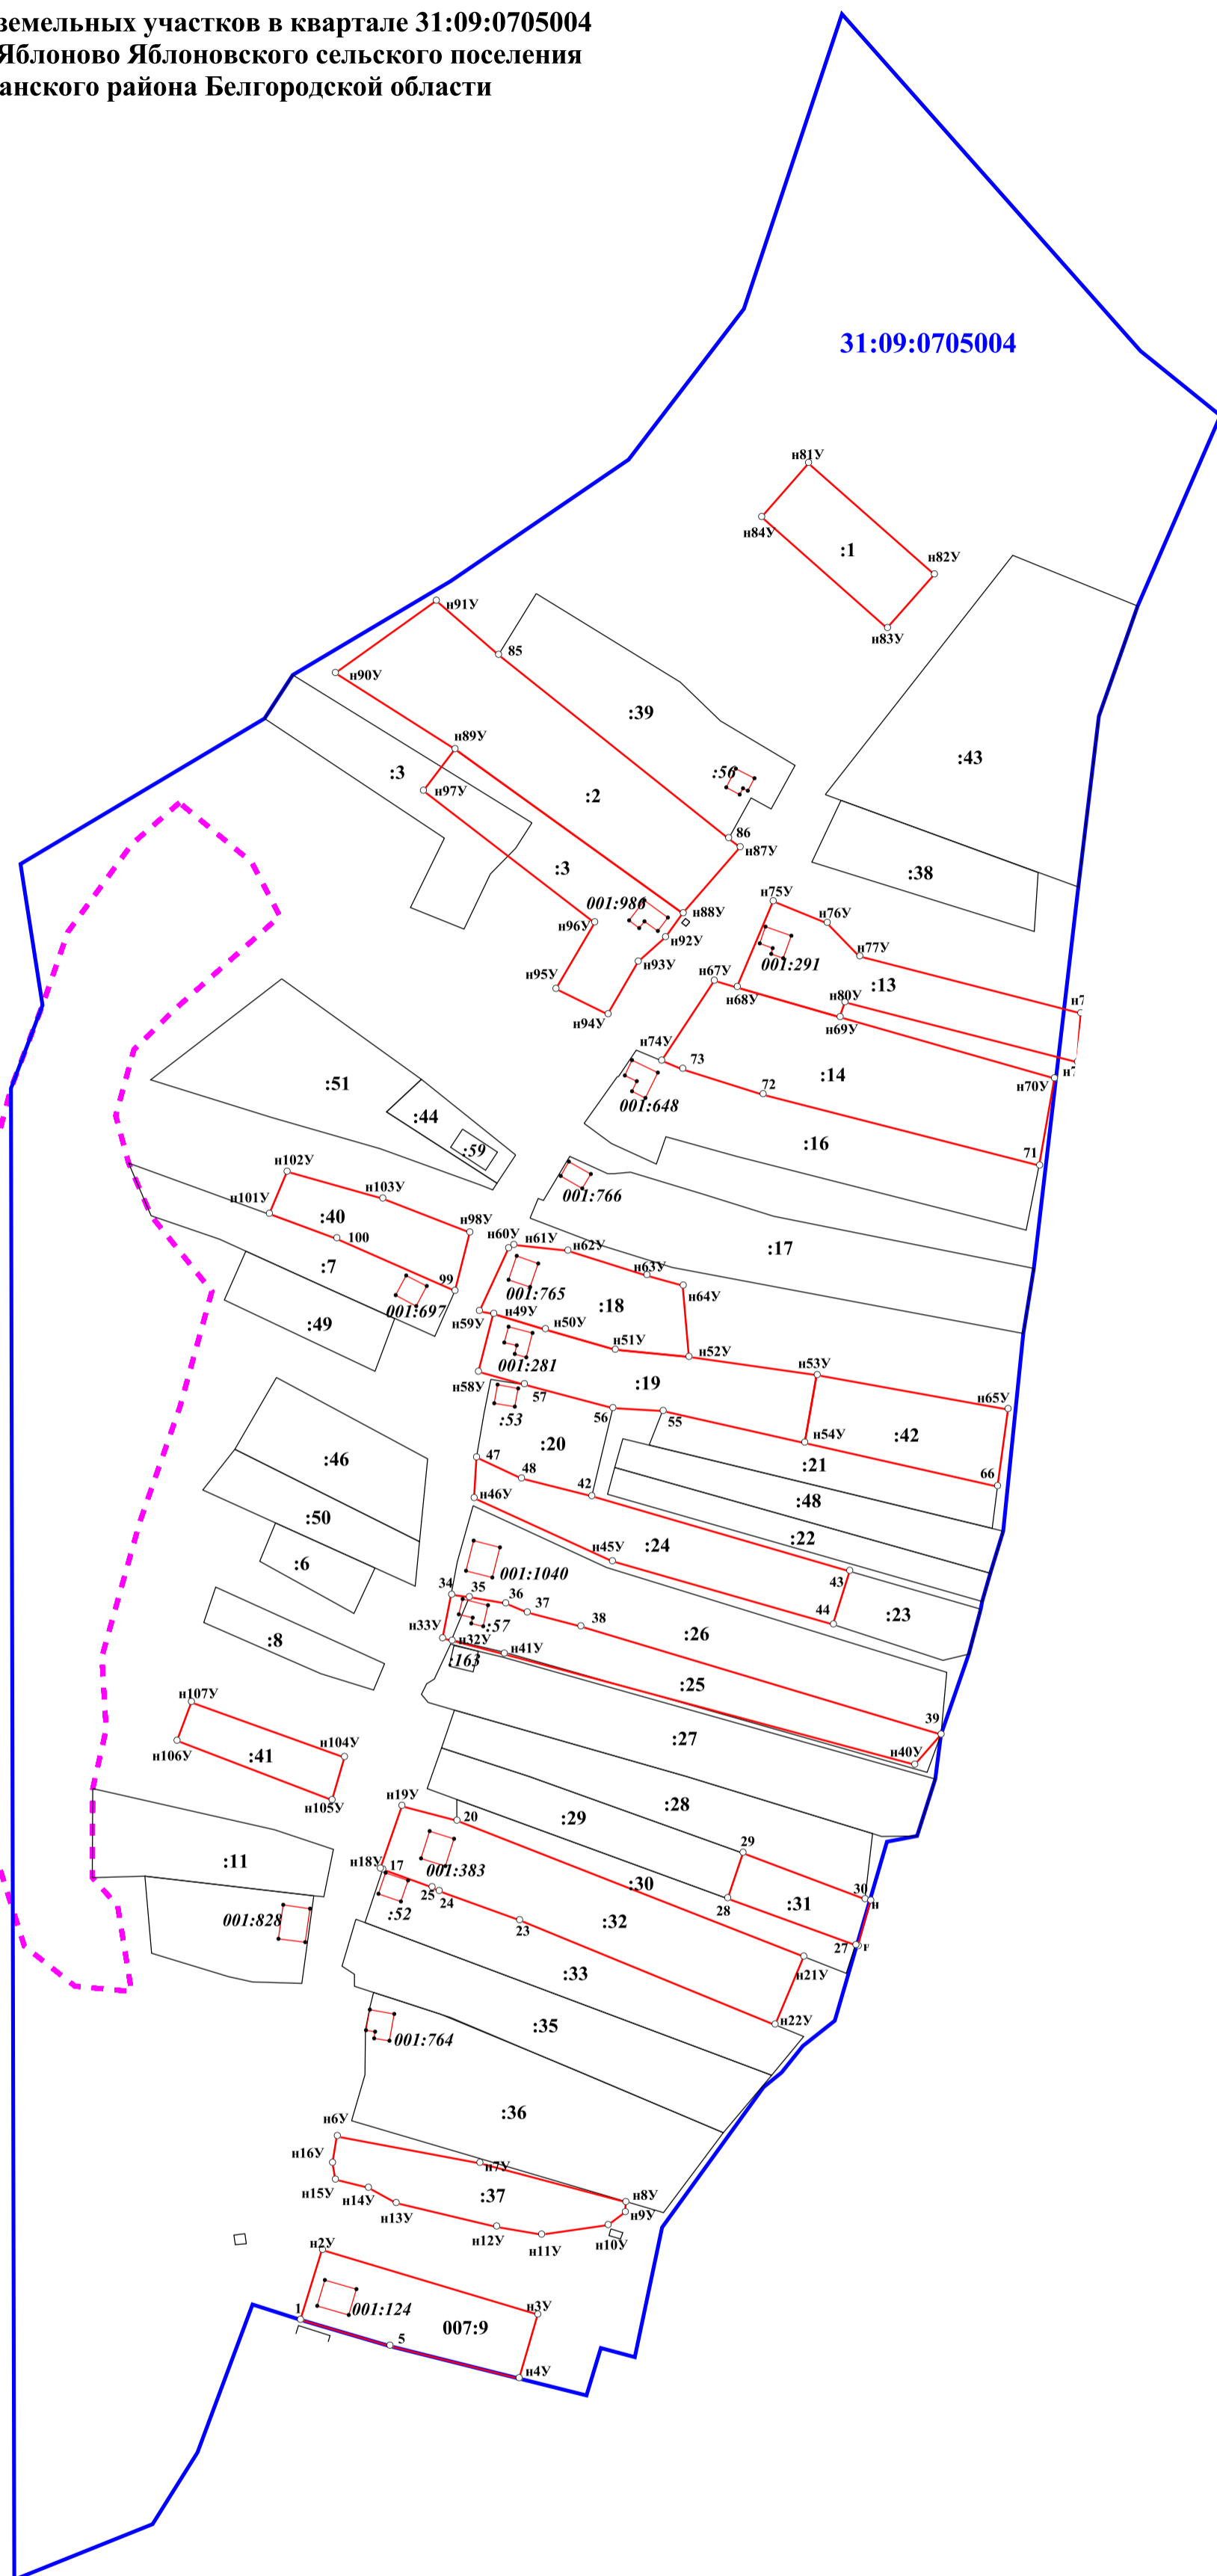 земельных участков в квартале 31:09:0705004
Яблоново Яблоновского сельского поселения
анского района Белгородской области
31:09:0705004
н81У
н84У
:1
н82У
н83У
н91У
85
н90У
:39
н89У
:43
:3
:56
н97У
:2
86
н87У
:3
:38
н75У
001:986
н88У
н96У
н76У
н92У
н77У
н93У
001:291
н67У
н95У
:13
н80У
н68У
н7
н94У
н69У
н74У
73
н7
:14
:51
72
н70У
001:648
:44
:16
:59
71
н102У
001:766
н103У
н101У
:40
н98У
100
н60У
н61У
н62У
:17
:7
н63У
99
001:765
н64У
001:697
:18
н59У
н49У
:49
н50У
н51У
н52У
001:281
н53У
н58У
:19
57
н65У
:53
56
55
н54У
:42
:20
:46
47
:21
48
66
42
:48
н46У
:50
:22
н45У
:24
:6
001:1040
43
34
35
36
44
:23
37
н33У
:57
38
:26
:8
н32У
н41У
:163
:25
н107У
39
:27
н106У
:41
н104У
н40У
н19У
н105У
:28
20
:29
29
:11
н18У
17
001:383
:30
30
25
24
28
:31
н
:52
:32
001:828
23
27
F
н21У
:33
н22У
:35
001:764
:36
н6У
н16У
н7У
н15У
н14У
:37
н8У
н13У
н9У
н12У
н11У
н10У
н2У
1
001:124
н3У
007:9
5
н4У